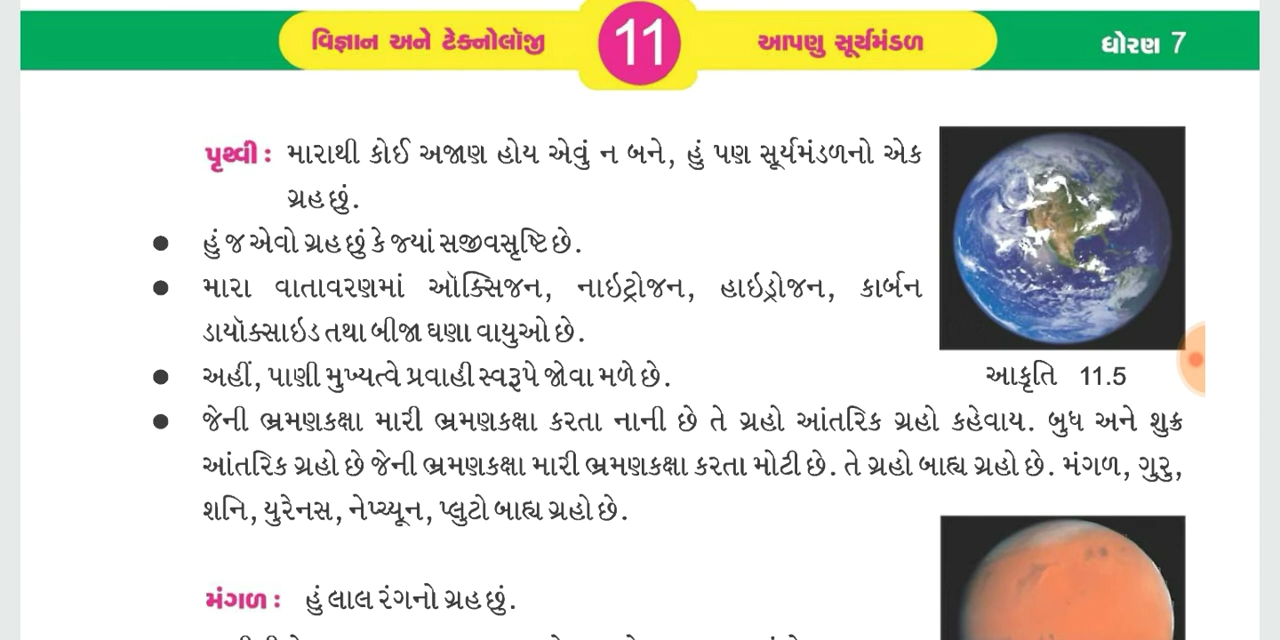 વિજ્ઞાન અને ટેક્નોલૉજી 11 આપણુ સૂર્યમંડળ ધોરણ 7
પૃથ્વી : મારાથી કોઈ અજાણ હોય એવું ન બને, હું પણ સૂર્યમંડળનો એક
ગ્રહ છું.
● હું જ એવો ગ્રહ છું કે જ્યાં સજીવસૃષ્ટિ છે.
● મારા વાતાવરણમાં ઑક્સિજન, નાઇટ્રોજન, હાઇડ્રોજન, કાર્બન
ડાયૉક્સાઇડ તથા બીજા ઘણા વાયુઓ છે.
● અહીં, પાણી મુખ્યત્વે પ્રવાહી સ્વરૂપે જોવા મળે છે.
આકૃતિ 11.5
● જેની ભ્રમણકક્ષા મારી ભ્રમણકક્ષા કરતા નાની છે તે ગ્રહો આંતરિક ગ્રહો કહેવાય. બુધ અને શુક્ર
આંતરિક ગ્રહો છે જેની ભ્રમણકક્ષા મારી ભ્રમણકક્ષા કરતા મોટી છે. તે ગ્રહો બાહ્ય ગ્રહો છે. મંગળ, ગુરુ,
શનિ, યુરેનસ, નેપ્ચ્યૂન, પ્લુટો બાહ્ય ગ્રહો છે.
મંગળ : હું લાલ રંગનો ગ્રહ છું.